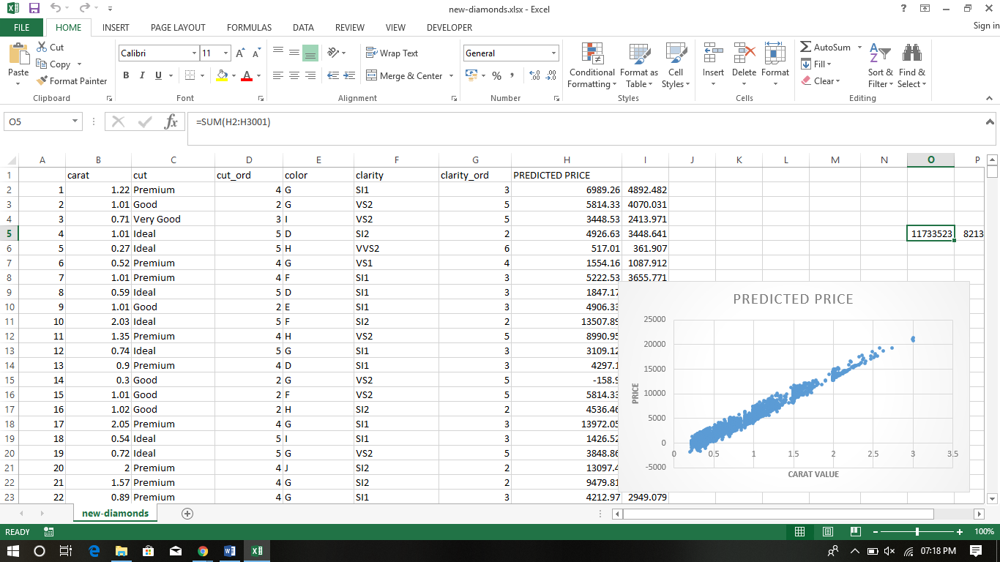 new-diamonds.xlsx - Excel
FILE HOME INSERT PAGE LAYOUT FORMULAS DATA REVIEW VIEW DEVELOPER Sign in
Paste
Cut
Copy
Format Painter
Clipboard
Calibri 11
B I U
Font
Wrap Text
Merge & Center
Alignment
General
Number
Conditional Formatting
Format as Table
Cell Styles
Styles
Insert Delete Format
Cells
AutoSum
Fill
Clear
Sort & Filter
Find & Select
Editing
O5 =SUM(H2:H3001)
A B C D E F G H I J K L M N O P
1 carat cut cut_ord color clarity clarity_ord PREDICTED PRICE
2 1 1.22 Premium 4 G SI1 3 6989.26 4892.482
3 2 1.01 Good 2 G VS2 5 5814.33 4070.031
4 3 0.71 Very Good 3 I VS2 5 3448.53 2413.971
5 4 1.01 Ideal 5 D SI2 2 4926.63 3448.641 11733523 8213
6 5 0.27 Ideal 5 H VVS2 6 517.01 361.907
7 6 0.52 Premium 4 G VS1 4 1554.16 1087.912
8 7 1.01 Premium 4 F SI1 3 5222.53 3655.771
9 8 0.59 Ideal 5 D SI1 3 1847.17
10 9 1.01 Good 2 E SI1 3 4906.33
11 10 2.03 Ideal 5 F SI2 2 13507.89
12 11 1.35 Premium 4 H VS2 5 8990.95
13 12 0.74 Ideal 5 G SI1 3 3109.12
14 13 0.9 Premium 4 D SI1 3 4297.1
15 14 0.3 Good 2 G VS2 5 -158.9
16 15 1.01 Good 2 F VS2 5 5814.33
17 16 1.02 Good 2 H SI2 2 4536.46
18 17 2.05 Premium 4 G SI1 3 13972.05
19 18 0.54 Ideal 5 I SI1 3 1426.52
20 19 0.72 Ideal 5 G VS2 5 3848.86
21 20 2 Premium 4 J SI2 2 13097.4
22 21 1.57 Premium 4 G SI2 2 9479.81
23 22 0.89 Premium 4 G SI1 3 4212.97 2949.079
PREDICTED PRICE
25000
20000
15000
10000
5000
0
-5000
PRICE
0 0.5 1 1.5 2 2.5 3 3.5
CARAT VALUE
new-diamonds
READY 100%
07:18 PM